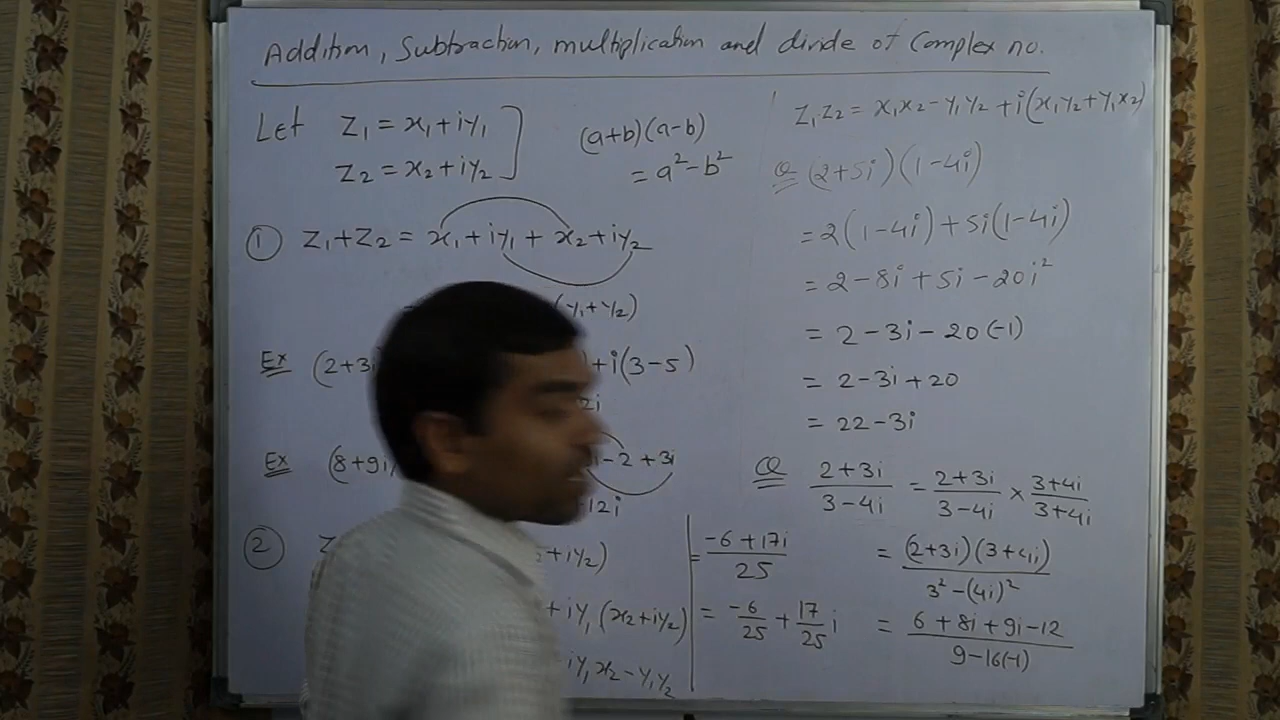 Addition, Subtraction, multiplication and divide of Complex no.
Let z₁ = x₁+iy₁
z₂ = x₂+iy₂
(a+b)(a-b)
= a²-b²
① z₁+z₂ = x₁+iy₁ + x₂+iy₂
(y₁+y₂)
Ex (2+3i +i(3-5)
2i
Ex (8+9i -2 +3i
12i
② z +iy₂)
+iy₁(x₂+iy₂)
iy₁x₂-y₁y₂
z₁z₂ = x₁x₂-y₁y₂ +i(x₁y₂+y₁x₂)
Q (2+5i)(1-4i)
= 2(1-4i)+5i(1-4i)
= 2-8i+5i-20i²
= 2-3i-20(-1)
= 2-3i+20
= 22-3i
Q (2+3i)/(3-4i) = (2+3i)/(3-4i) × (3+4i)/(3+4i)
= (2+3i)(3+4i)/(3²-(4i)²)
= (6+8i+9i-12)/(9-16(-1))
= (-6+17i)/25
= -6/25 + 17/25 i